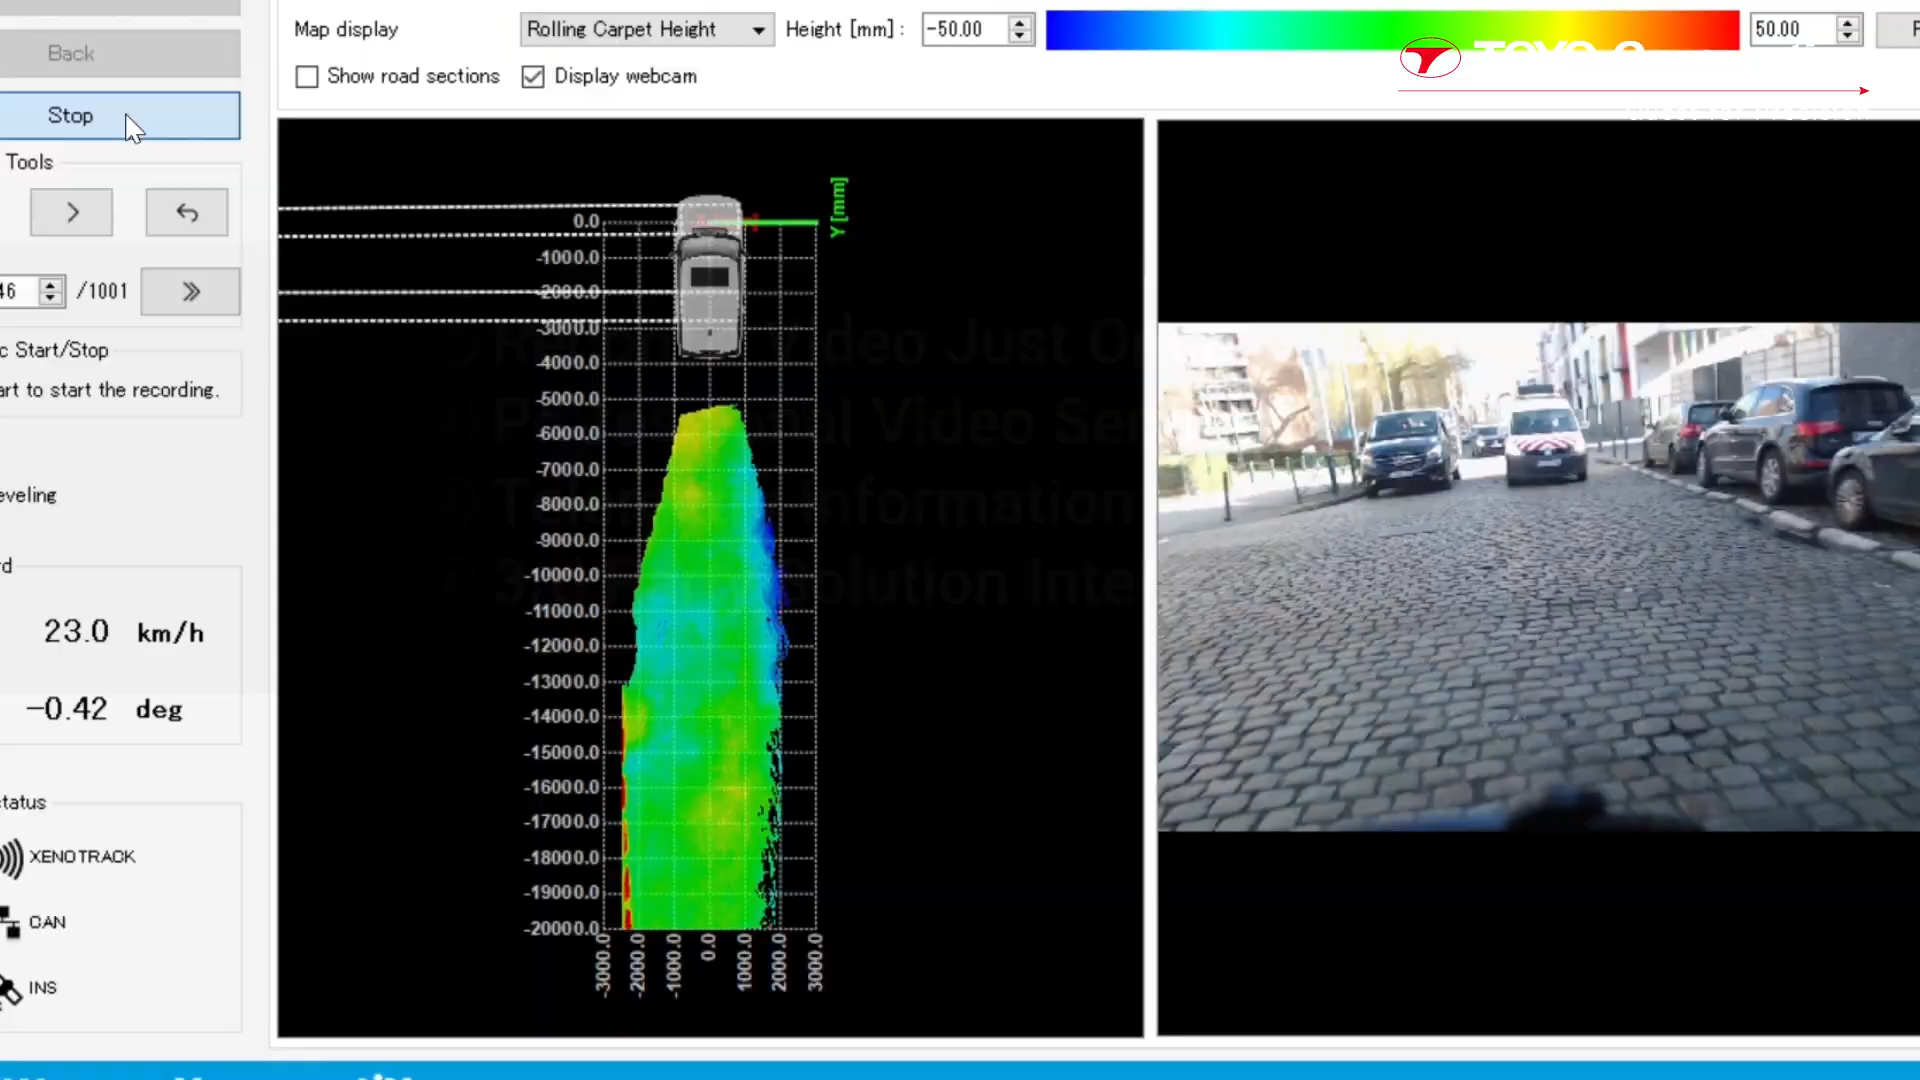 Map display
Rolling Carpet Height
Height [mm] :
-50.00
50.00
Back
Show road sections
Display webcam
Stop
Tools
/1001
Start/Stop
to start the recording.
23.0 km/h
-0.42 deg
XENOTRACK
CAN
INS
Y [mm]
0.0
-1000.0
-2000.0
-3000.0
-4000.0
-5000.0
-6000.0
-7000.0
-8000.0
-9000.0
-10000.0
-11000.0
-12000.0
-13000.0
-14000.0
-15000.0
-16000.0
-17000.0
-18000.0
-19000.0
-20000.0
-3000.0
-2000.0
-1000.0
0.0
1000.0
2000.0
3000.0
Video Just
Video
Information